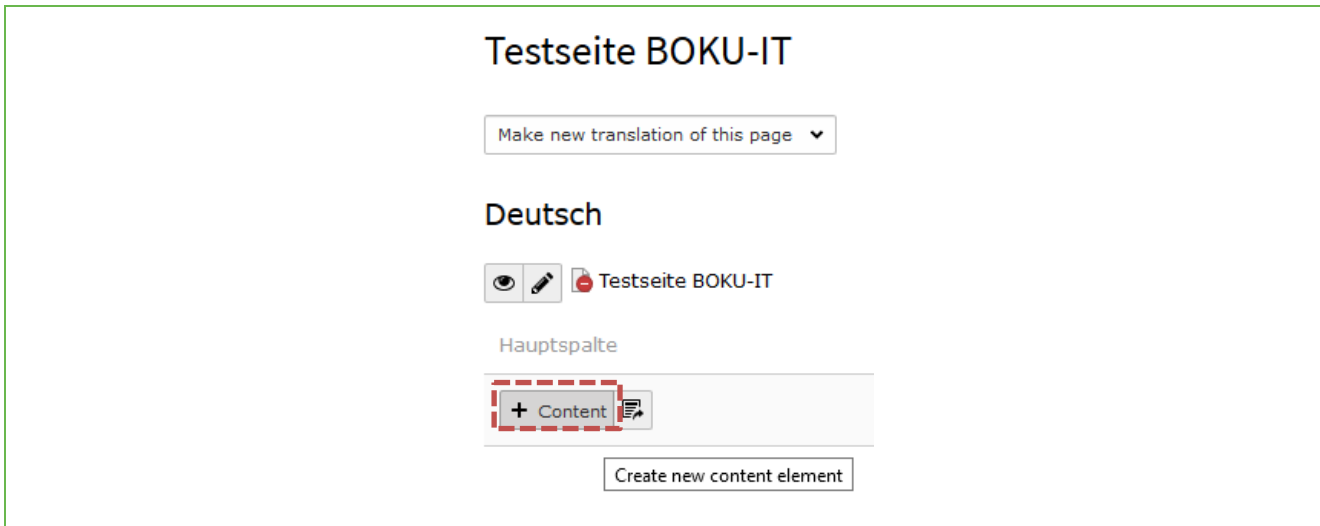 Testseite BOKU-IT
Make new translation of this page
Deutsch
Testseite BOKU-IT
Hauptspalte
+ Content
Create new content element